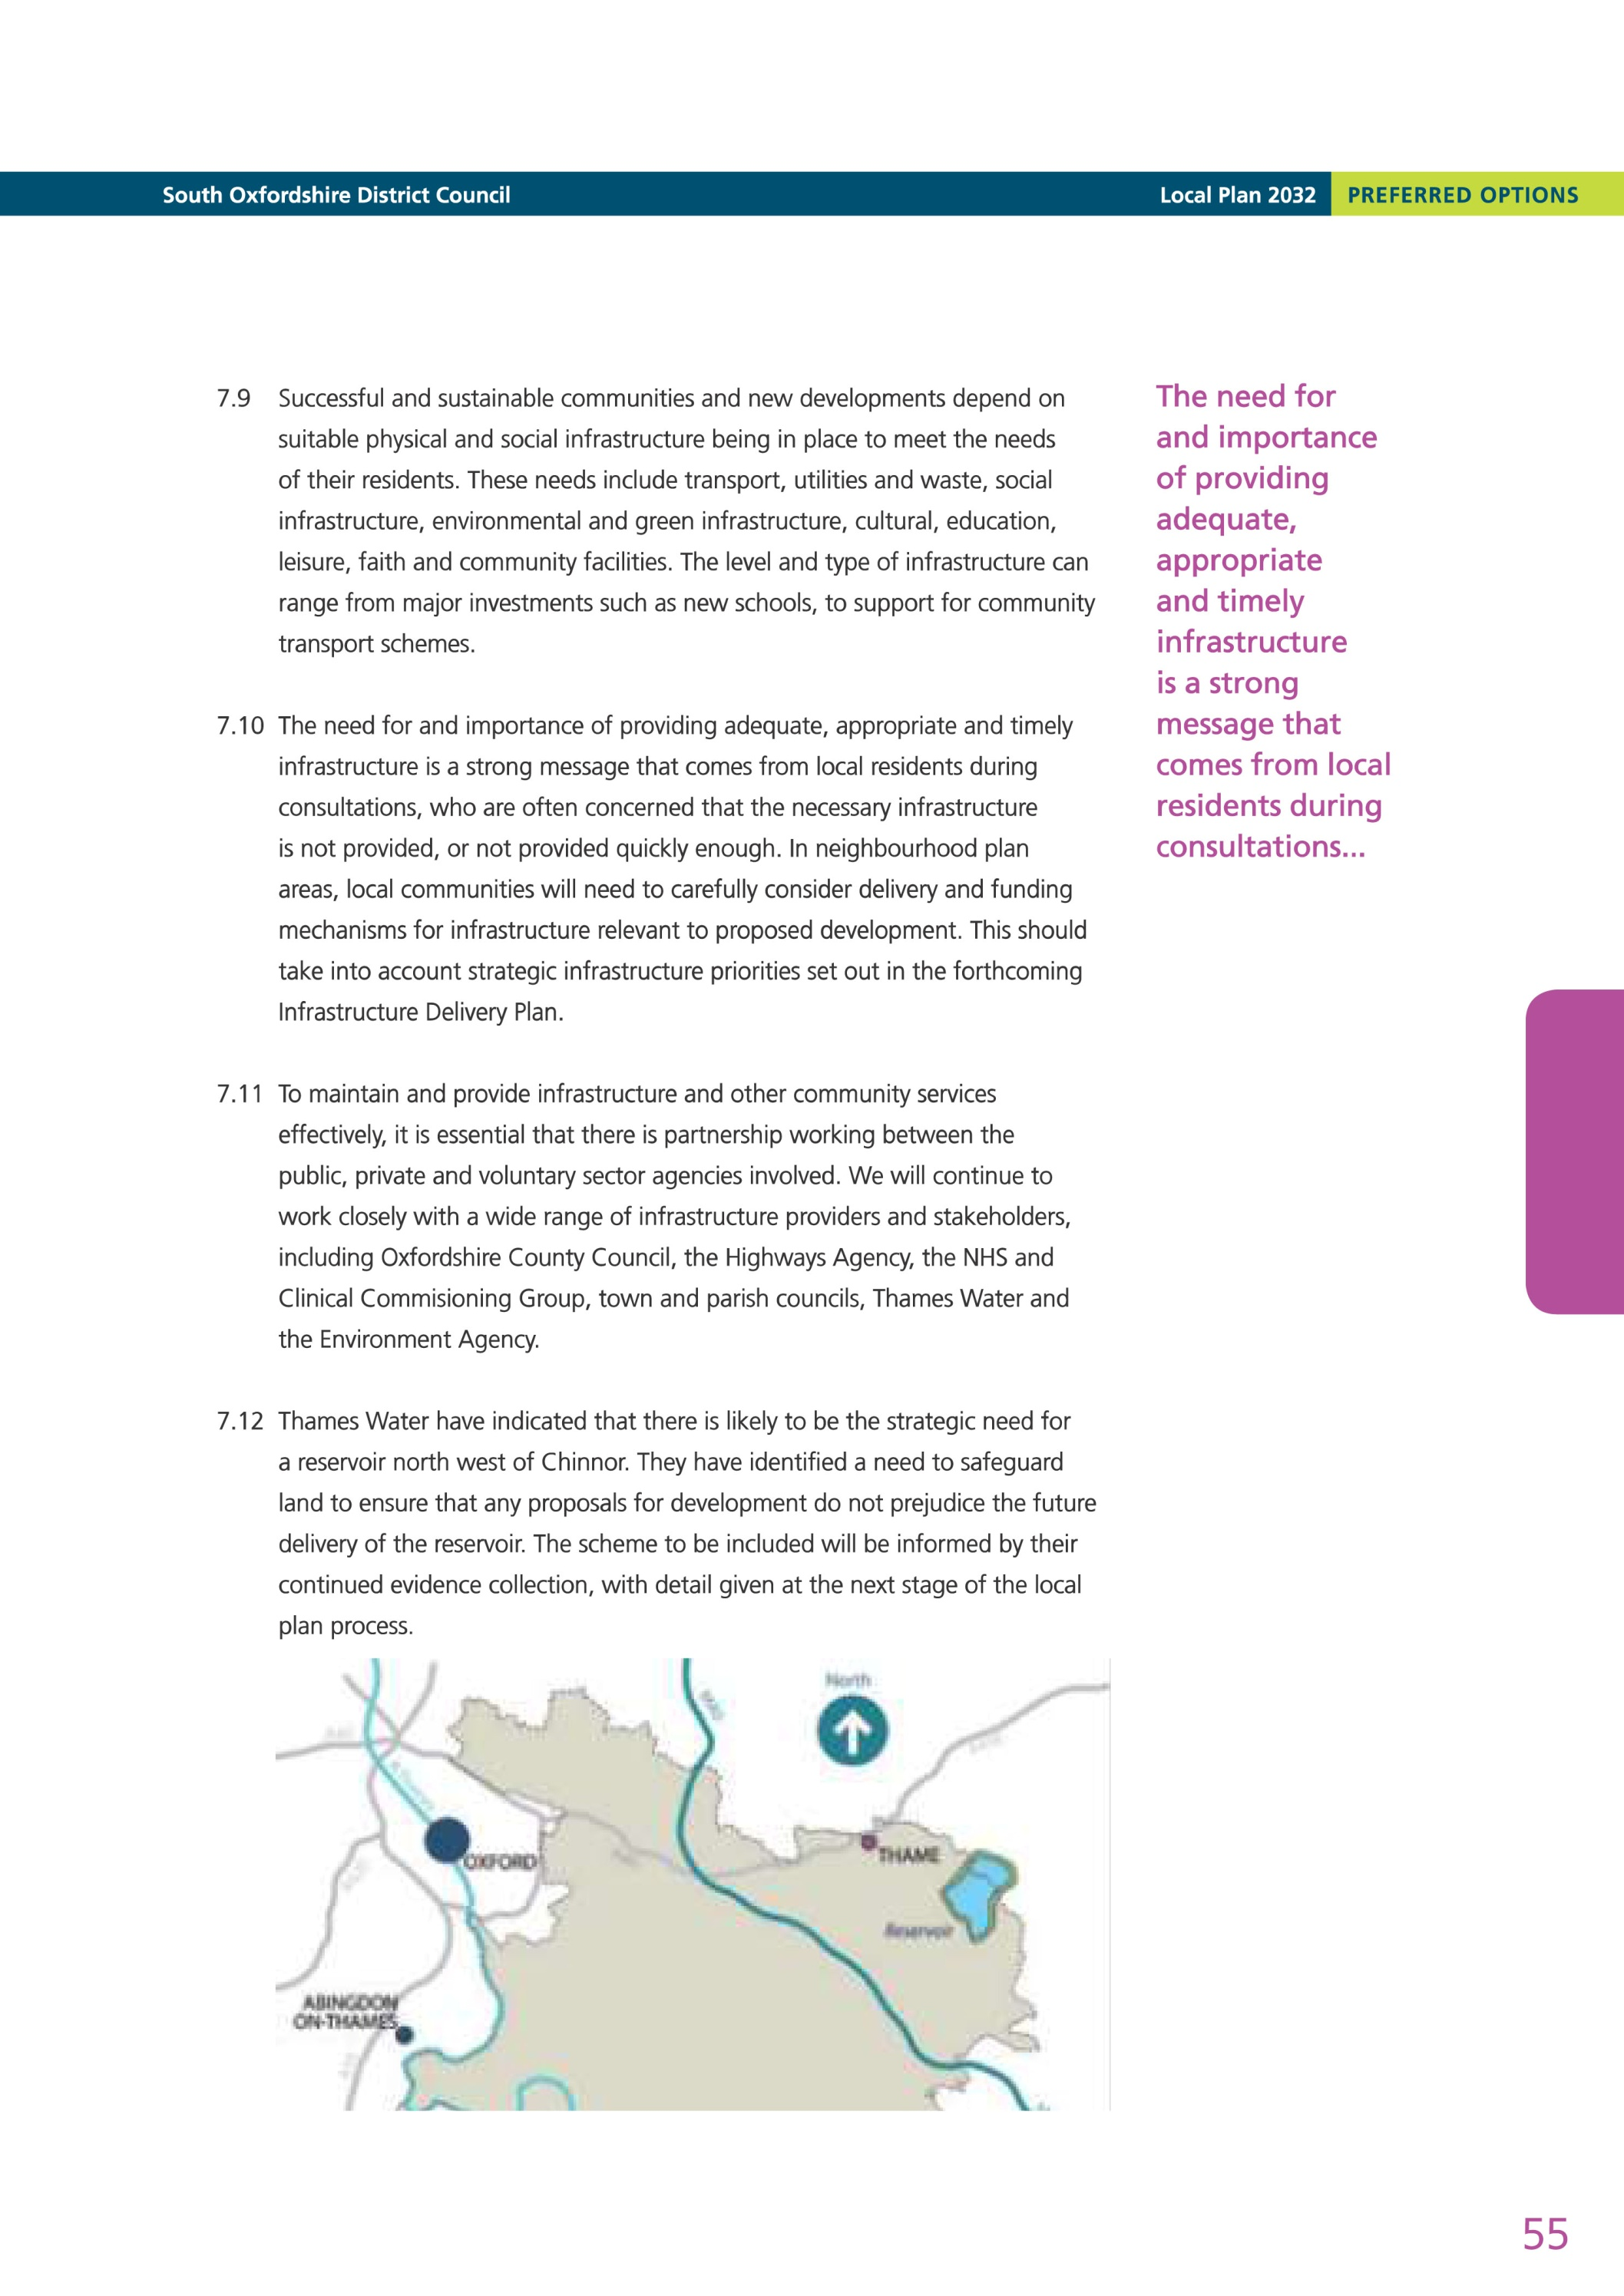 South Oxfordshire District Council
Local Plan 2032
PREFERRED OPTIONS
7.9 Successful and sustainable communities and new developments depend on
suitable physical and social infrastructure being in place to meet the needs
of their residents. These needs include transport, utilities and waste, social
infrastructure, environmental and green infrastructure, cultural, education,
leisure, faith and community facilities. The level and type of infrastructure can
range from major investments such as new schools, to support for community
transport schemes.
7.10 The need for and importance of providing adequate, appropriate and timely
infrastructure is a strong message that comes from local residents during
consultations, who are often concerned that the necessary infrastructure
is not provided, or not provided quickly enough. In neighbourhood plan
areas, local communities will need to carefully consider delivery and funding
mechanisms for infrastructure relevant to proposed development. This should
take into account strategic infrastructure priorities set out in the forthcoming
Infrastructure Delivery Plan.
7.11 To maintain and provide infrastructure and other community services
effectively, it is essential that there is partnership working between the
public, private and voluntary sector agencies involved. We will continue to
work closely with a wide range of infrastructure providers and stakeholders,
including Oxfordshire County Council, the Highways Agency, the NHS and
Clinical Commisioning Group, town and parish councils, Thames Water and
the Environment Agency.
7.12 Thames Water have indicated that there is likely to be the strategic need for
a reservoir north west of Chinnor. They have identified a need to safeguard
land to ensure that any proposals for development do not prejudice the future
delivery of the reservoir. The scheme to be included will be informed by their
continued evidence collection, with detail given at the next stage of the local
plan process.
The need for
and importance
of providing
adequate,
appropriate
and timely
infrastructure
is a strong
message that
comes from local
residents during
consultations...
North
OXFORD
THAME
Reservoir
ABINGDON
ON-THAMES
55